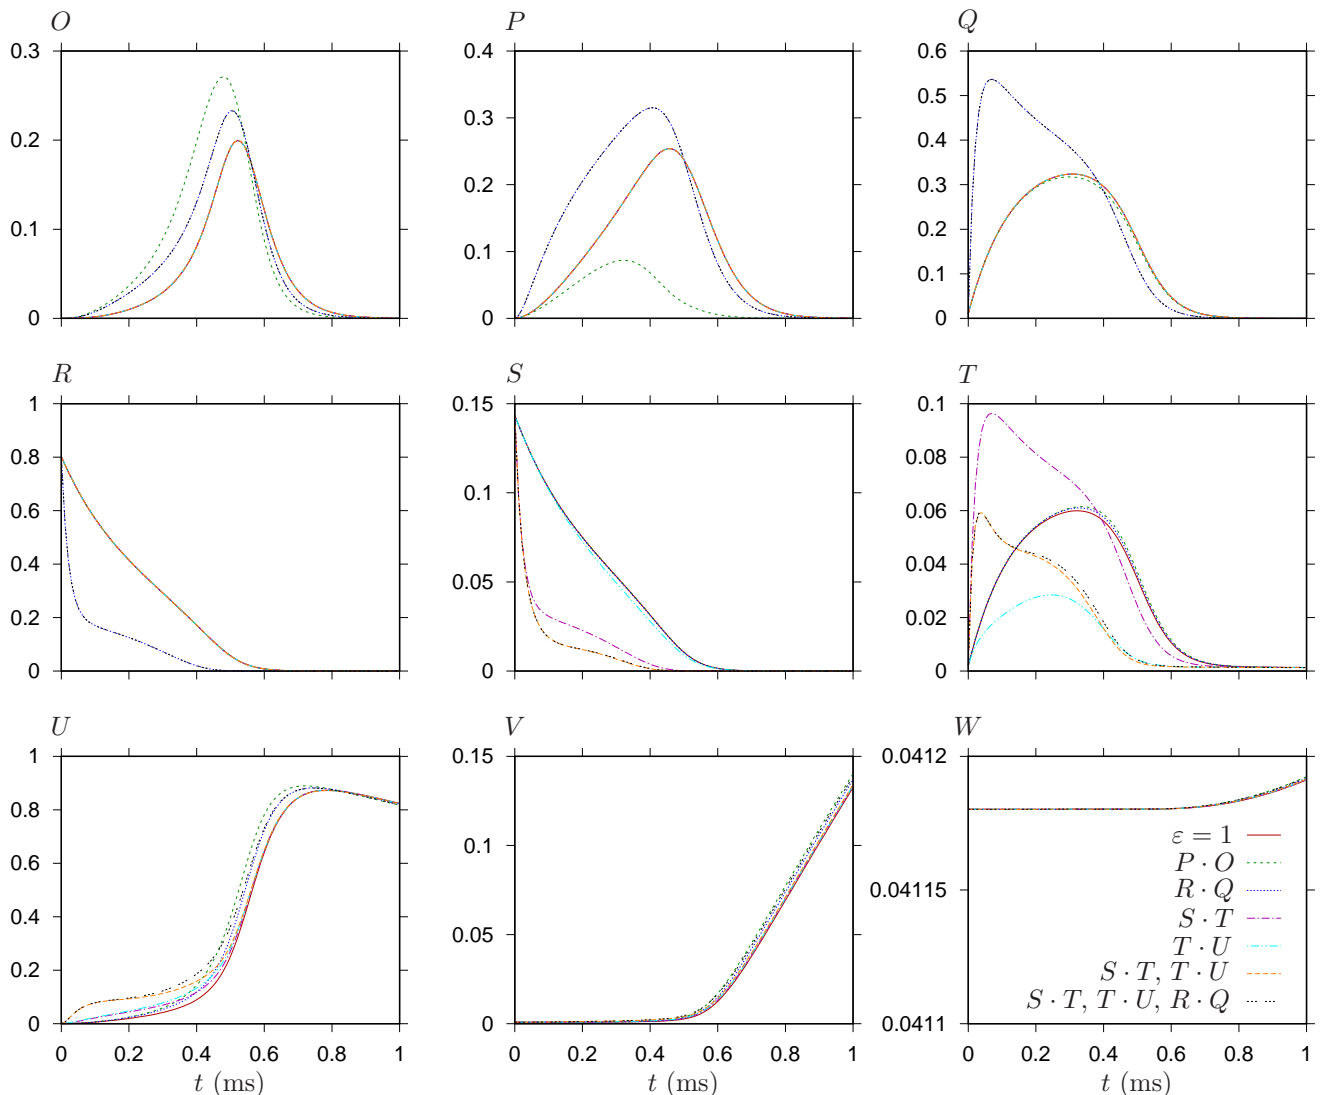 O P Q
0.3 0.4 0.6
0.5
0.3
0.2 0.4
0.2 0.3
0.1 0.2
0.1
0.1
0 0 0
R S T
1 0.15 0.1
0.8 0.08
0.1
0.6 0.06
0.4 0.04
0.05
0.2 0.02
0 0 0
U V W
1 0.15 0.0412
0.8
0.1
ε = 1
0.6
P · O
0.04115
R · Q
0.4
S · T
0.05
T · U
0.2
S · T, T · U
S · T, T · U, R · Q
0 0 0.0411
0 0.2 0.4 0.6 0.8 1 0 0.2 0.4 0.6 0.8 1 0 0.2 0.4 0.6 0.8 1
t (ms) t (ms) t (ms)